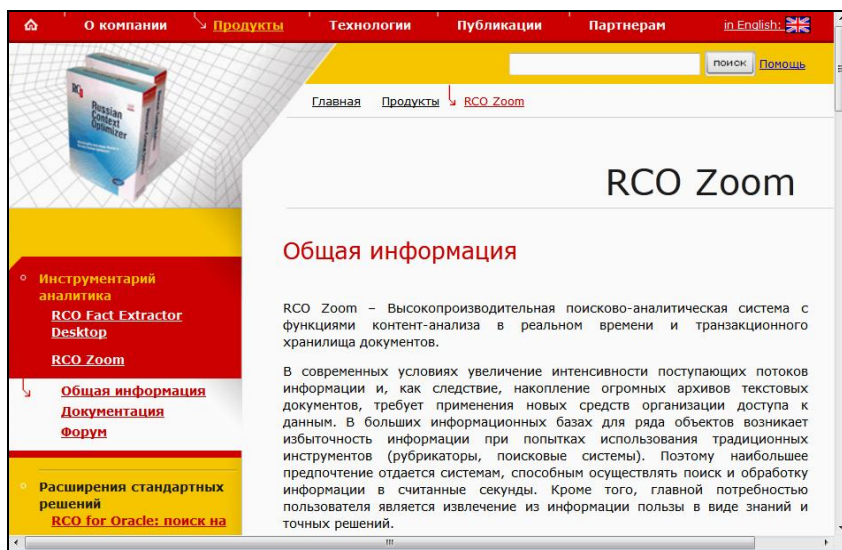 О компании Продукты Технологии Публикации Партнерам in English:
поиск Помощь
Главная Продукты RCO Zoom
Russian
Context
Optimizer
RCO Zoom
Общая информация
Инструментарий
аналитика
RCO Fact Extractor
Desktop
RCO Zoom
Общая информация
Документация
Форум
Расширения стандартных
решений
RCO for Oracle: поиск на
RCO Zoom – Высокопроизводительная поисково-аналитическая система с
функциями контент-анализа в реальном времени и транзакционного
хранилища документов.
В современных условиях увеличение интенсивности поступающих потоков
информации и, как следствие, накопление огромных архивов текстовых
документов, требует применения новых средств организации доступа к
данным. В больших информационных базах для ряда объектов возникает
избыточность информации при попытках использования традиционных
инструментов (рубрикаторы, поисковые системы). Поэтому наибольшее
предпочтение отдается системам, способным осуществлять поиск и обработку
информации в считанные секунды. Кроме того, главной потребностью
пользователя является извлечение из информации пользы в виде знаний и
точных решений.